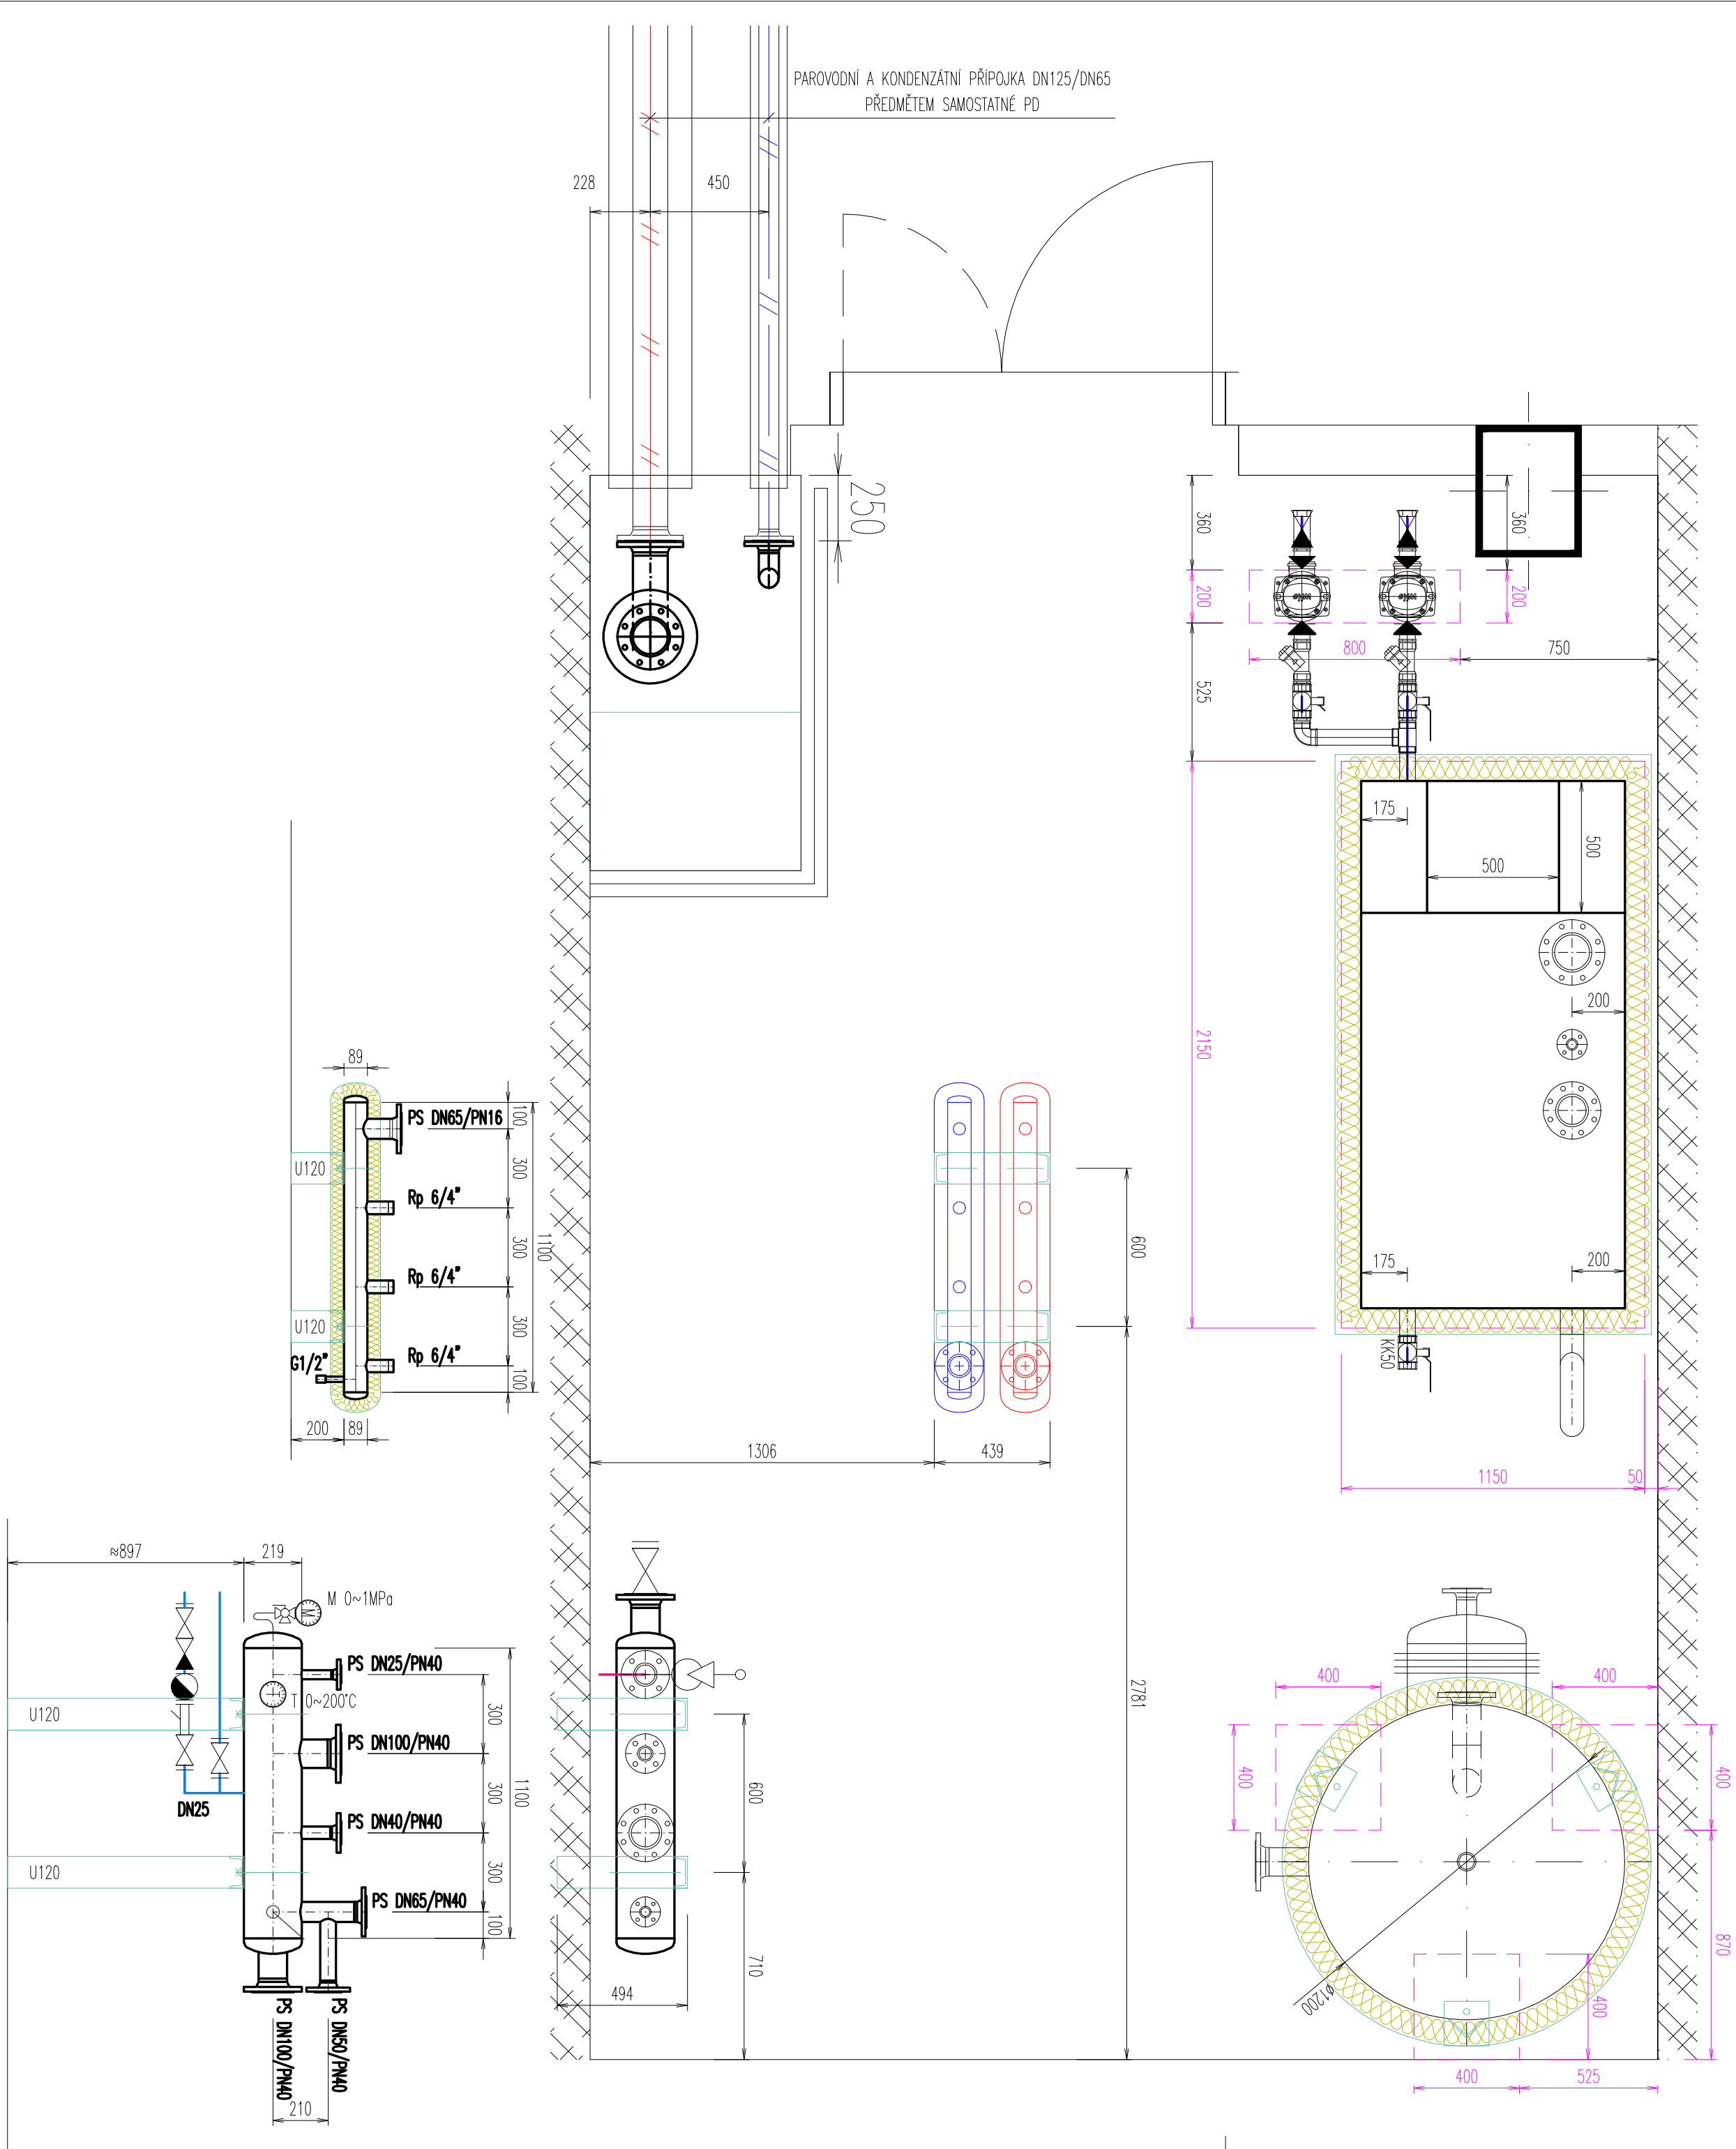 PAROVODNÍ A KONDENZÁTNÍ PŘÍPOJKA DN125/DN65
PŘEDMĚTEM SAMOSTATNÉ PD
228
450
250
360
360
200
200
800
750
525
175
500
500
200
2150
175
200
KK50
1150
50
89
100
PS DN65/PN16
300
U120
Rp 6/4"
300
1100
Rp 6/4"
300
U120
Rp 6/4"
G1/2"
100
200
89
600
1306
439
2781
≈897
219
M 0~1MPa
M
PS DN25/PN40
T 0~200°C
300
U120
PS DN100/PN40
300
1100
DN25
PS DN40/PN40
300
U120
PS DN65/PN40
100
PS DN100/PN40
PS DN50/PN40
210
600
710
494
400
400
400
400
870
ø1200
400
400
525
wilo
wilo